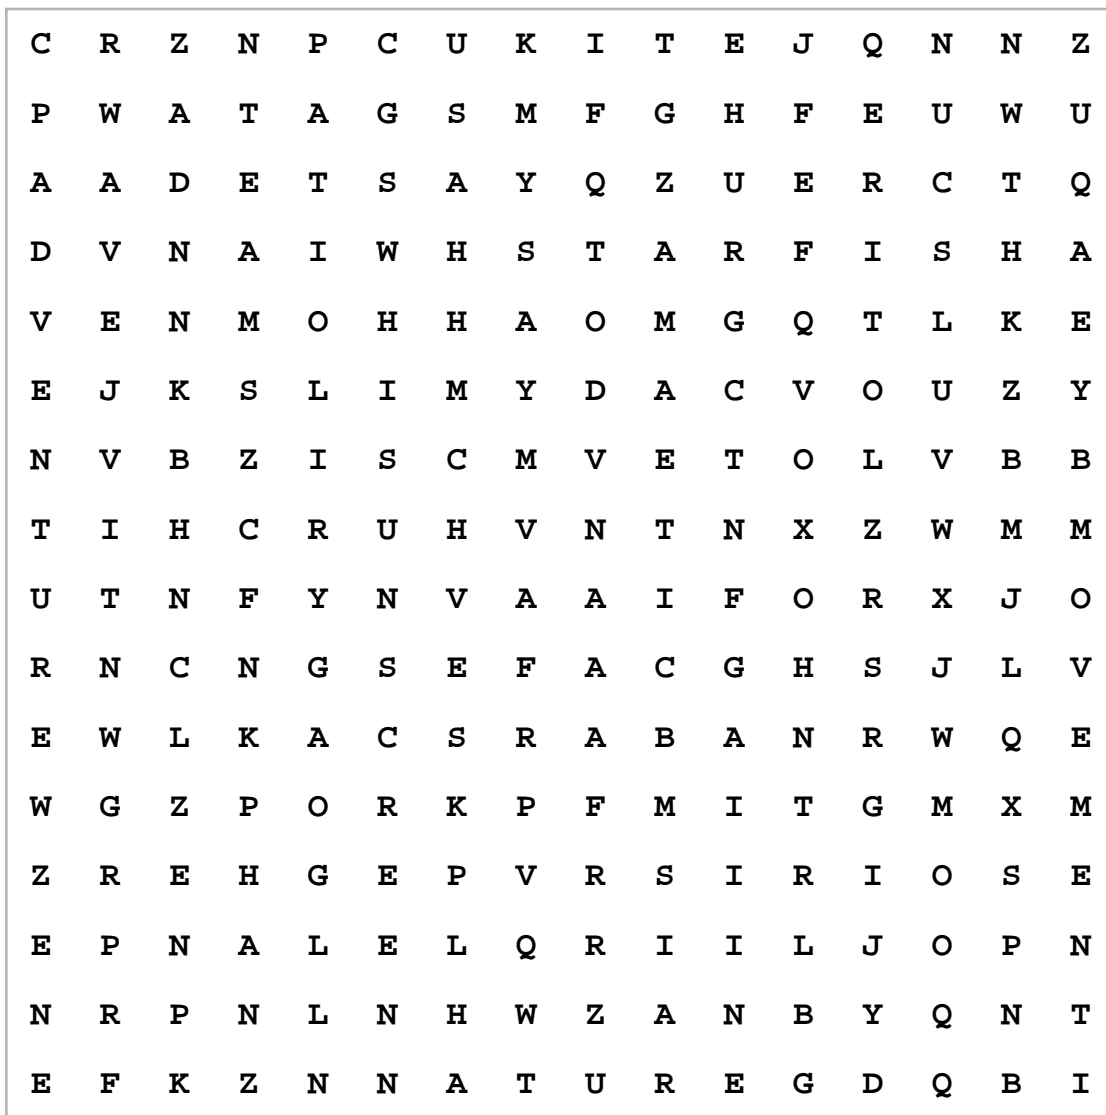 C R Z N P C U K I T E J Q N N Z
P W A T A G S M F G H F E U W U
A A D E T S A Y Q Z U E R C T Q
D V N A I W H S T A R F I S H A
V E N M O H H A O M G Q T L K E
E J K S L I M Y D A C V O U Z Y
N V B Z I S C M V E T O L V B B
T I H C R U H V N T N X Z W M M
U T N F Y N V A A I F O R X J O
R N C N G S E F A C G H S J L V
E W L K A C S R A B A N R W Q E
W G Z P O R K P F M I T G M X M
Z R E H G E P V R S I R I O S E
E P N A L E L Q R I I L J O P N
N R P N L N H W Z A N B Y Q N T
E F K Z N N A T U R E G D Q B I